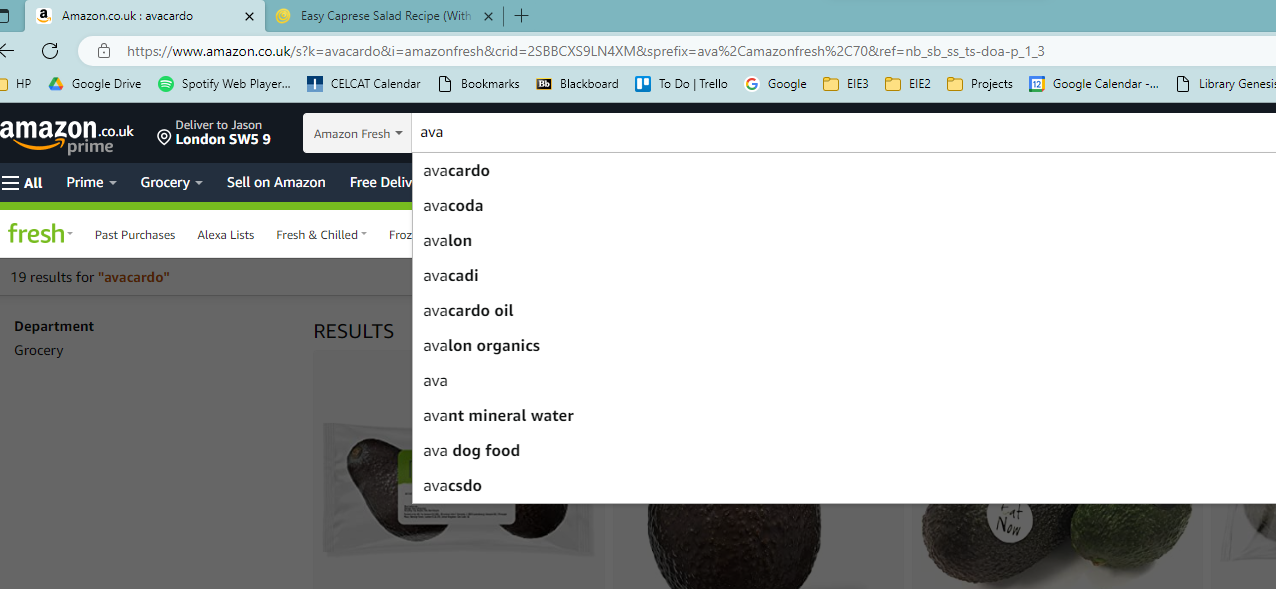 Amazon.co.uk : avacardo
Easy Caprese Salad Recipe (With
https://www.amazon.co.uk/s?k=avacardo&i=amazonfresh&crid=2SBBCXS9LN4XM&sprefix=ava%2Camazonfresh%2C70&ref=nb_sb_ss_ts-doa-p_1_3
HP Google Drive Spotify Web Player... CELCAT Calendar Bookmarks Bb Blackboard To Do | Trello G Google EIE3 EIE2 Projects 12 Google Calendar -... Library Genesis
amazon.co.uk
prime
Deliver to Jason
London SW5 9
Amazon Fresh
ava
All Prime Grocery Sell on Amazon Free Deliv
fresh Past Purchases Alexa Lists Fresh & Chilled Froz
19 results for "avacardo"
Department
Grocery
RESULTS
avacardo
avacoda
avalon
avacadi
avacardo oil
avalon organics
ava
avant mineral water
ava dog food
avacsdo
Eat
Now